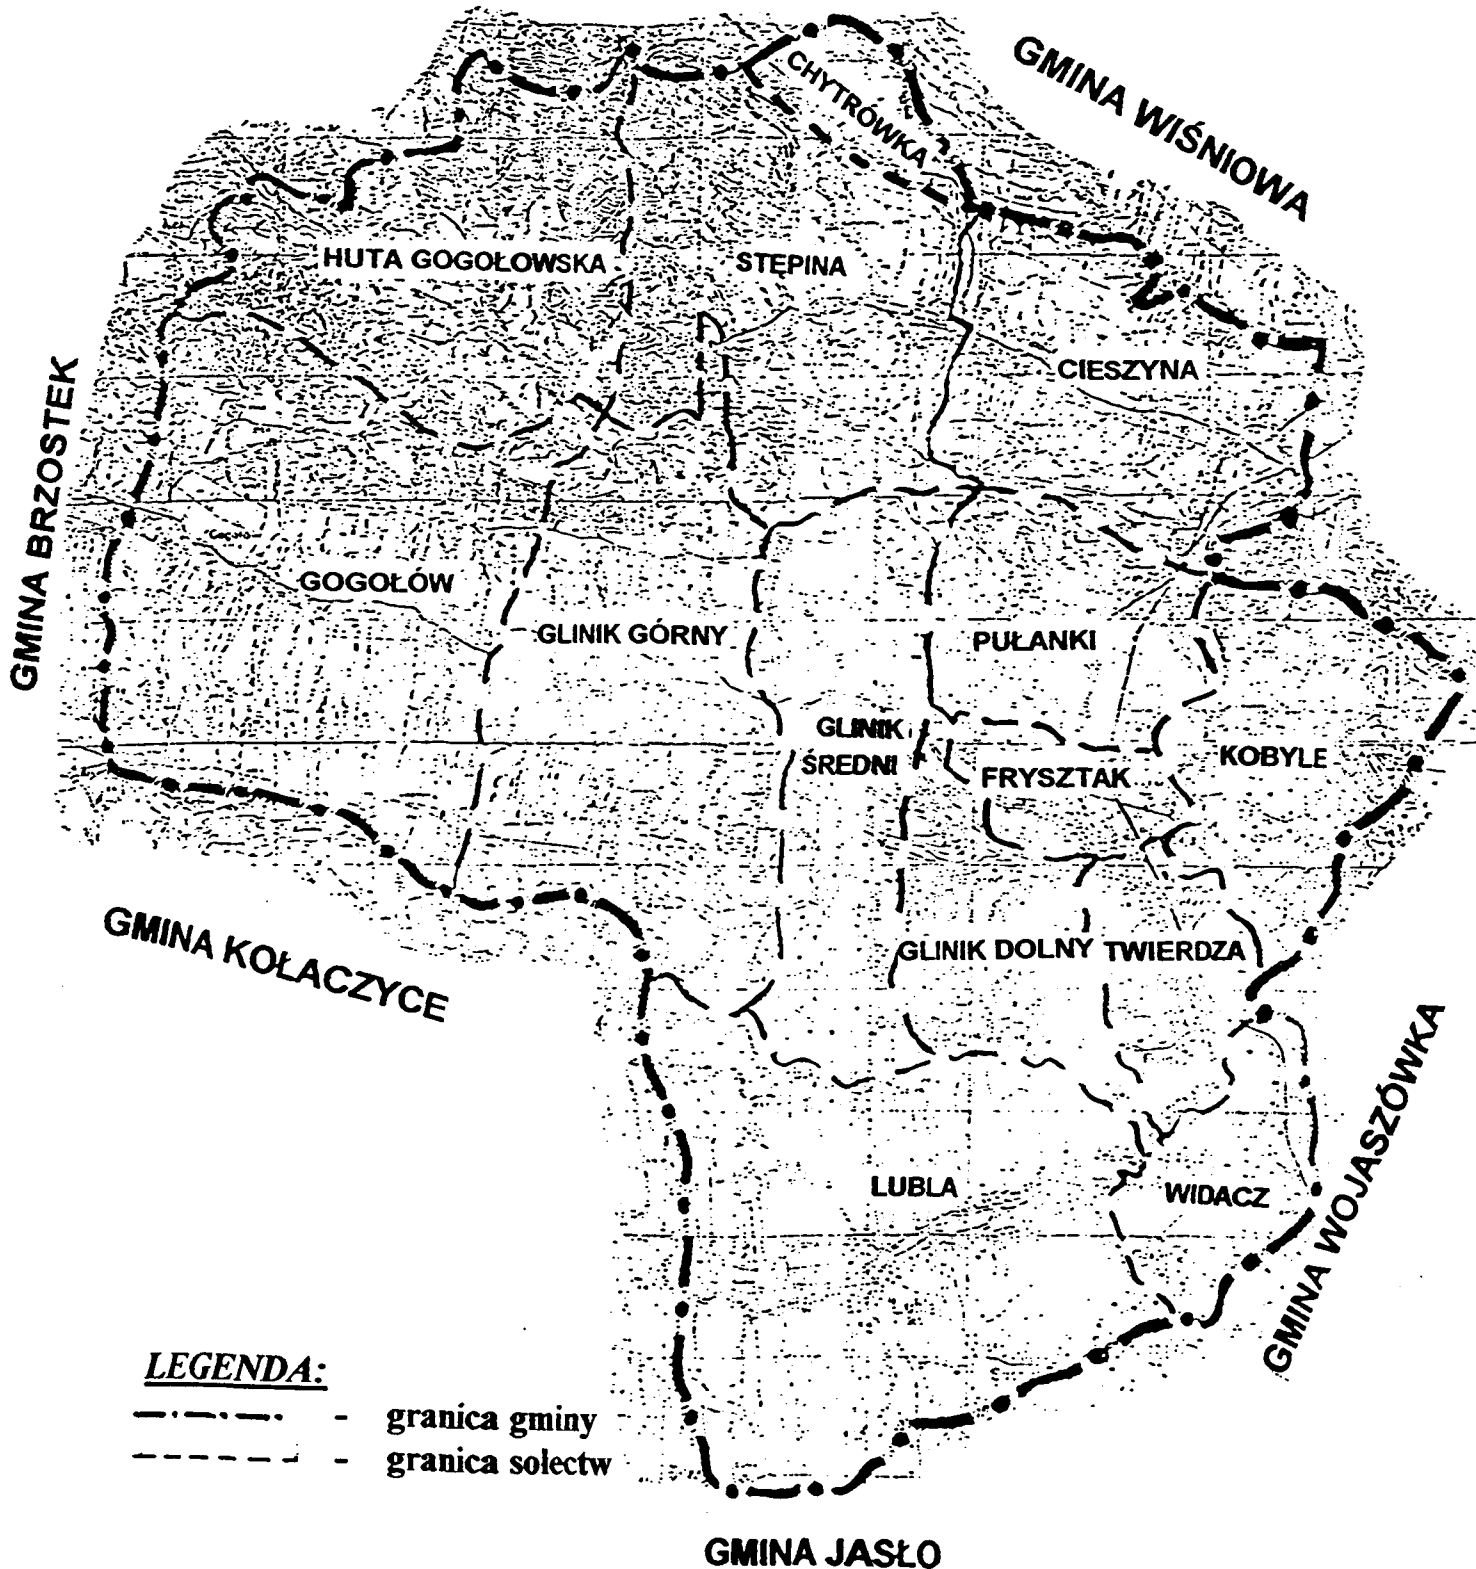 GMINA WIŚNIOWA
CHYTRÓWKA
HUTA GOGOŁOWSKA
STĘPINA
CIESZYNA
GMINA BRZOSTEK
GOGOŁÓW
GLINIK GÓRNY
PUŁANKI
GLINIK
ŚREDNI
FRYSZTAK
KOBYLE
GMINA KOŁACZYCE
GLINIK DOLNY
TWIERDZA
LUBLA
WIDACZ
GMINA WOJASZÓWKA
LEGENDA:
- granica gminy
- granica sołectw
GMINA JASŁO